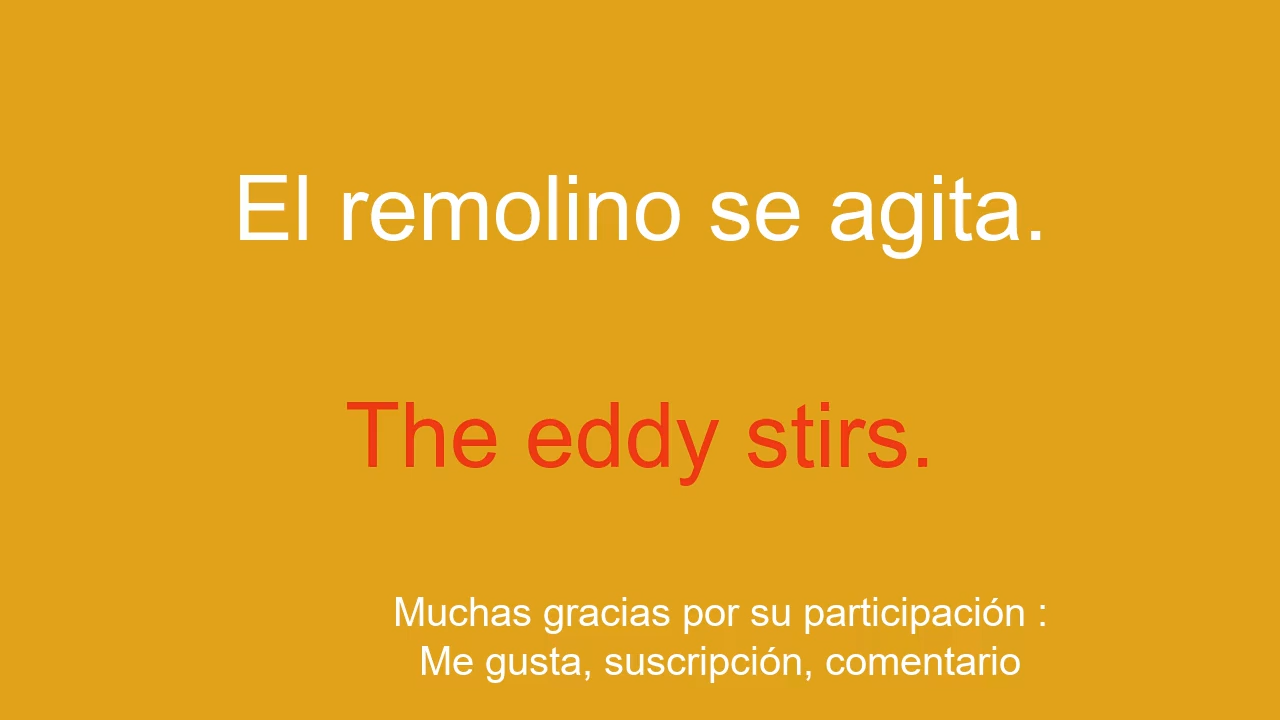 El remolino se agita.
The eddy stirs.
Muchas gracias por su participación :
Me gusta, suscripción, comentario